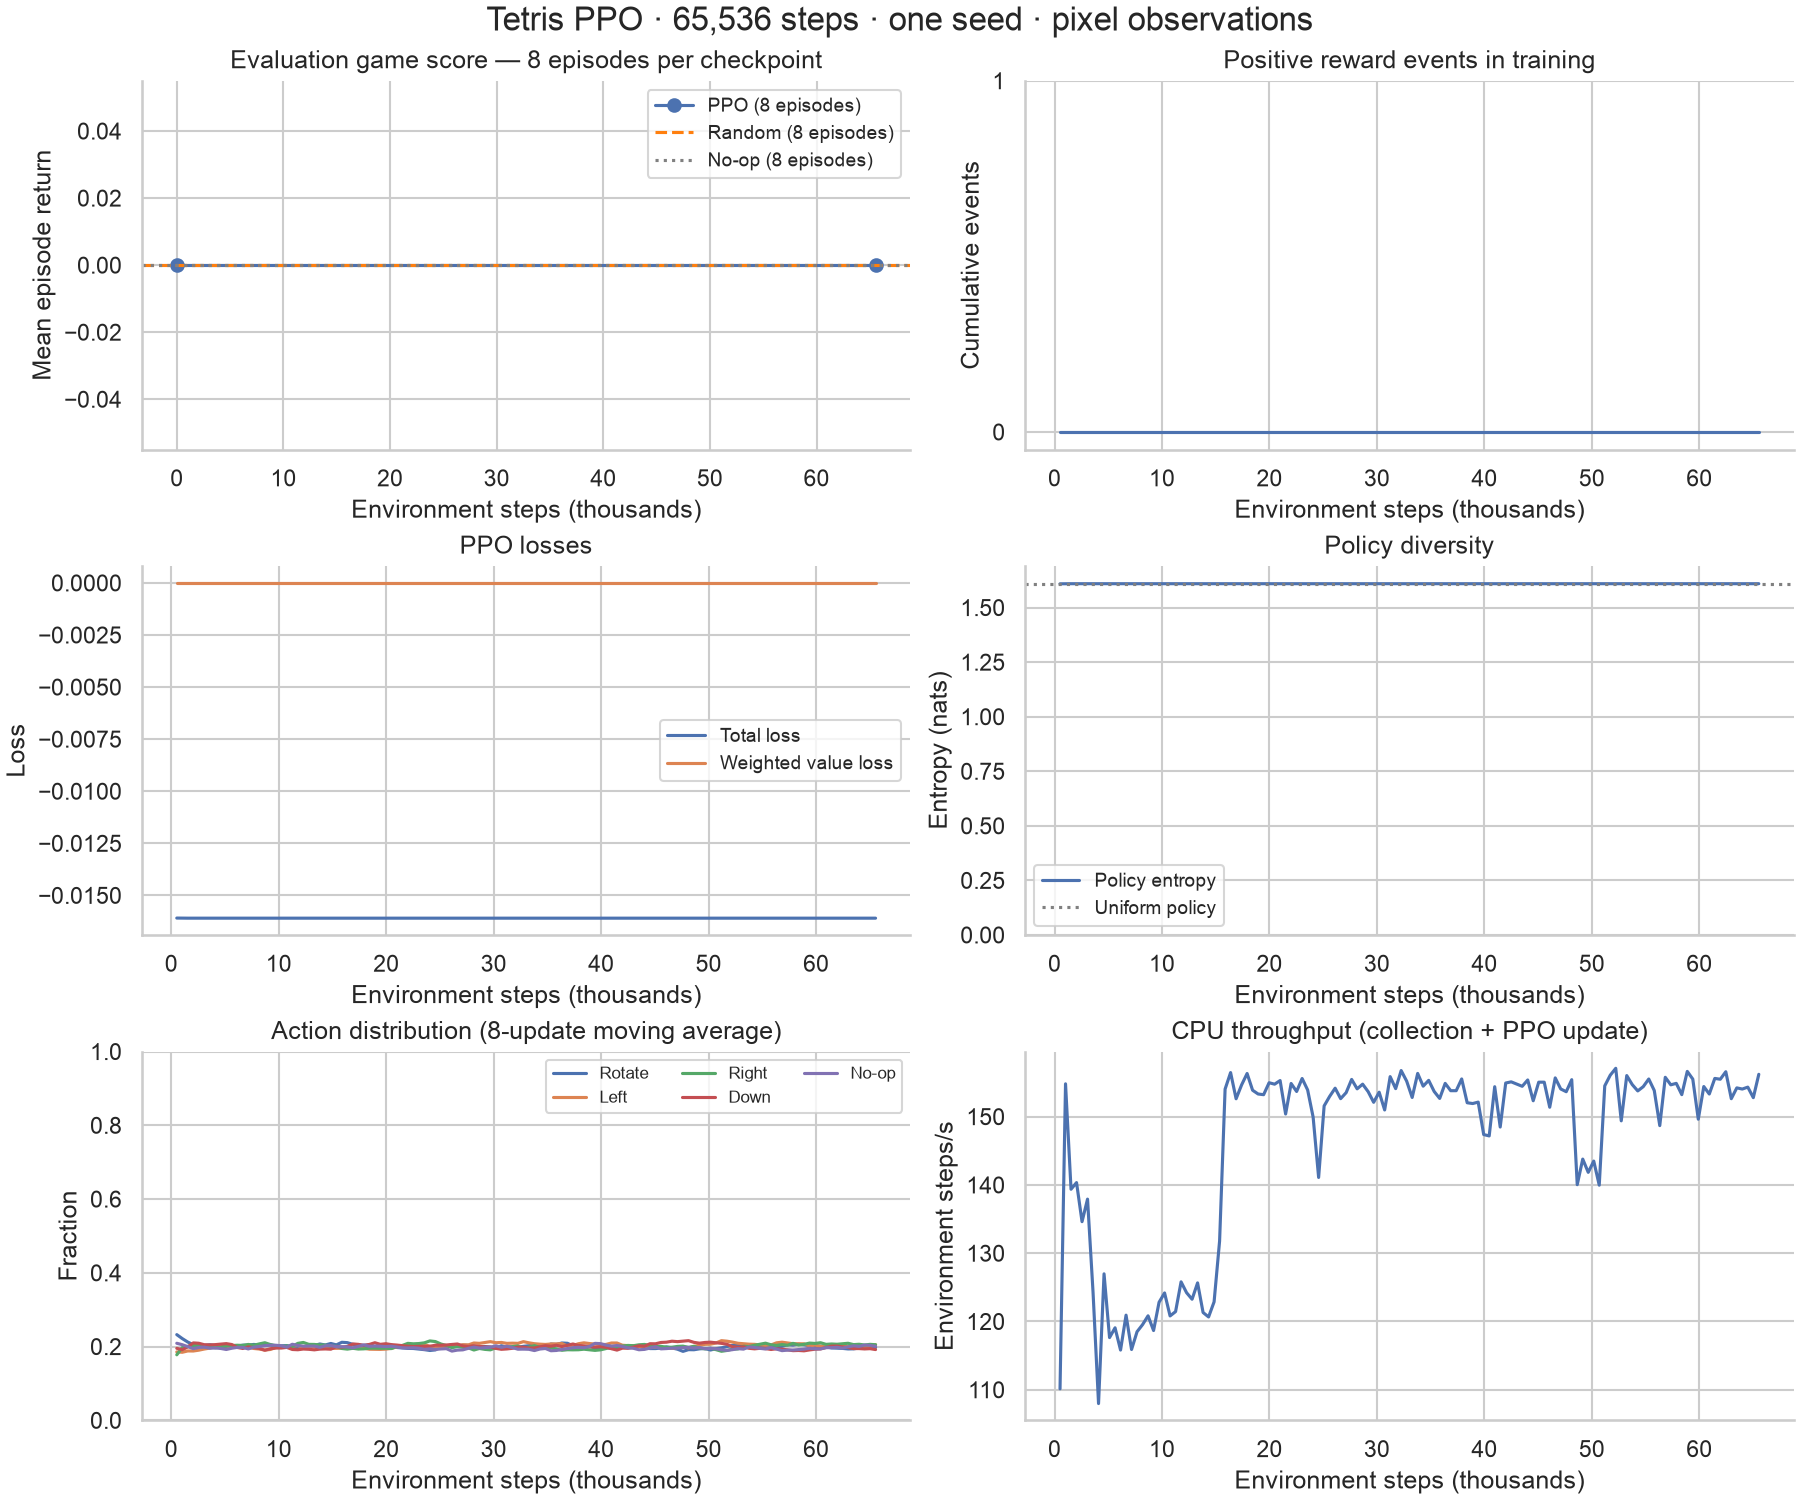 Tetris PPO · 65,536 steps · one seed · pixel observations
Evaluation game score — 8 episodes per checkpoint
Mean episode return
0.04
0.02
0.00
−0.02
−0.04
PPO (8 episodes)
Random (8 episodes)
No-op (8 episodes)
0 10 20 30 40 50 60
Environment steps (thousands)
Positive reward events in training
Cumulative events
1
0
0 10 20 30 40 50 60
Environment steps (thousands)
PPO losses
Loss
0.0000
−0.0025
−0.0050
−0.0075
−0.0100
−0.0125
−0.0150
Total loss
Weighted value loss
0 10 20 30 40 50 60
Environment steps (thousands)
Policy diversity
Entropy (nats)
1.50
1.25
1.00
0.75
0.50
0.25
0.00
Policy entropy
Uniform policy
0 10 20 30 40 50 60
Environment steps (thousands)
Action distribution (8-update moving average)
Fraction
1.0
0.8
0.6
0.4
0.2
0.0
Rotate Right No-op
Left Down
0 10 20 30 40 50 60
Environment steps (thousands)
CPU throughput (collection + PPO update)
Environment steps/s
150
140
130
120
110
0 10 20 30 40 50 60
Environment steps (thousands)